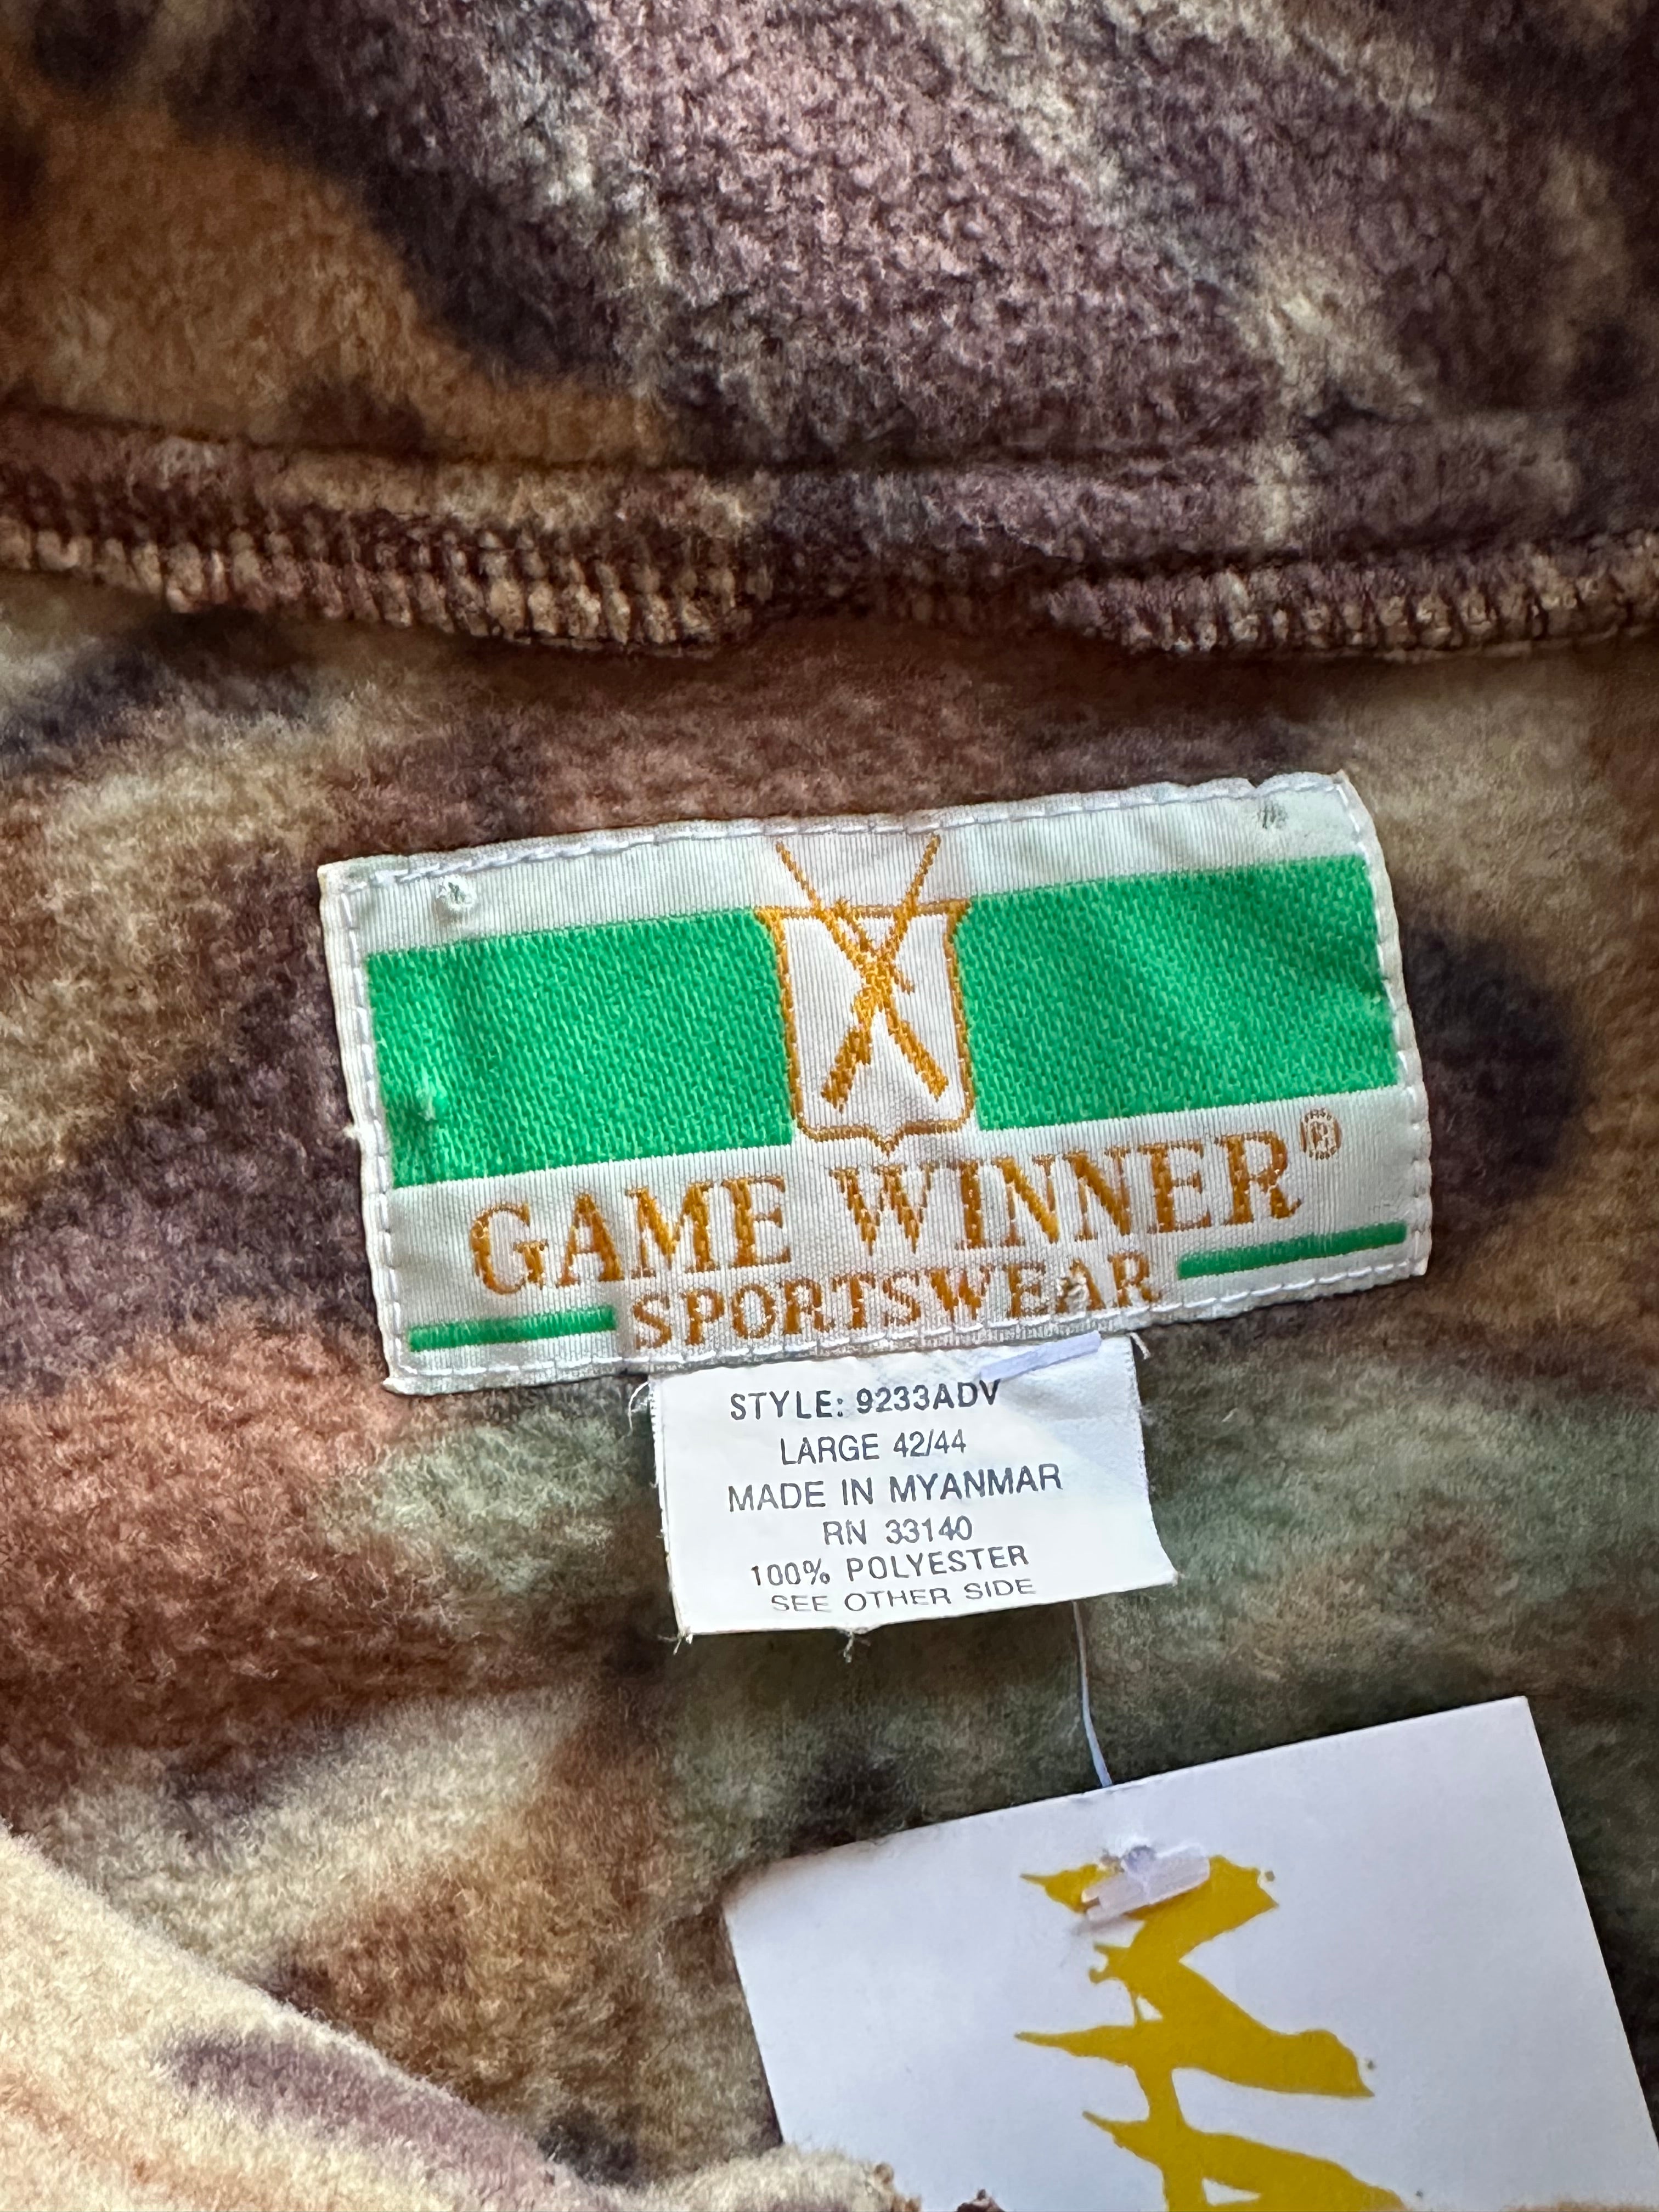 GAME WINNER®
SPORTSWEAR
STYLE: 9233ADV
LARGE 42/44
MADE IN MYANMAR
RN 33140
100% POLYESTER
SEE OTHER SIDE